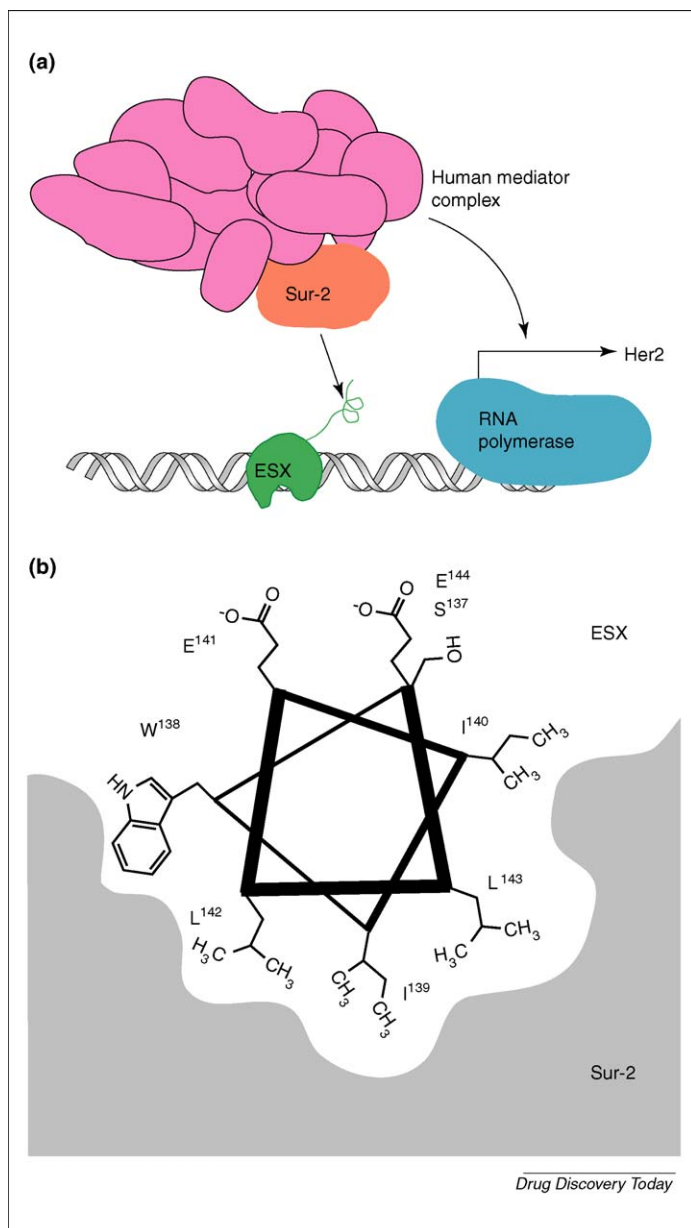 (a)
Human mediator
complex
Sur-2
Her2
RNA
polymerase
ESX
(b)
E¹⁴⁴
S¹³⁷
ESX
⁻O
O
⁻O
O
HO
E¹⁴¹
W¹³⁸
I¹⁴⁰
CH₃
CH₃
HN
L¹⁴³
L¹⁴²
H₃C
CH₃
H₃C
CH₃
CH₃
CH₃
I¹³⁹
Sur-2
Drug Discovery Today